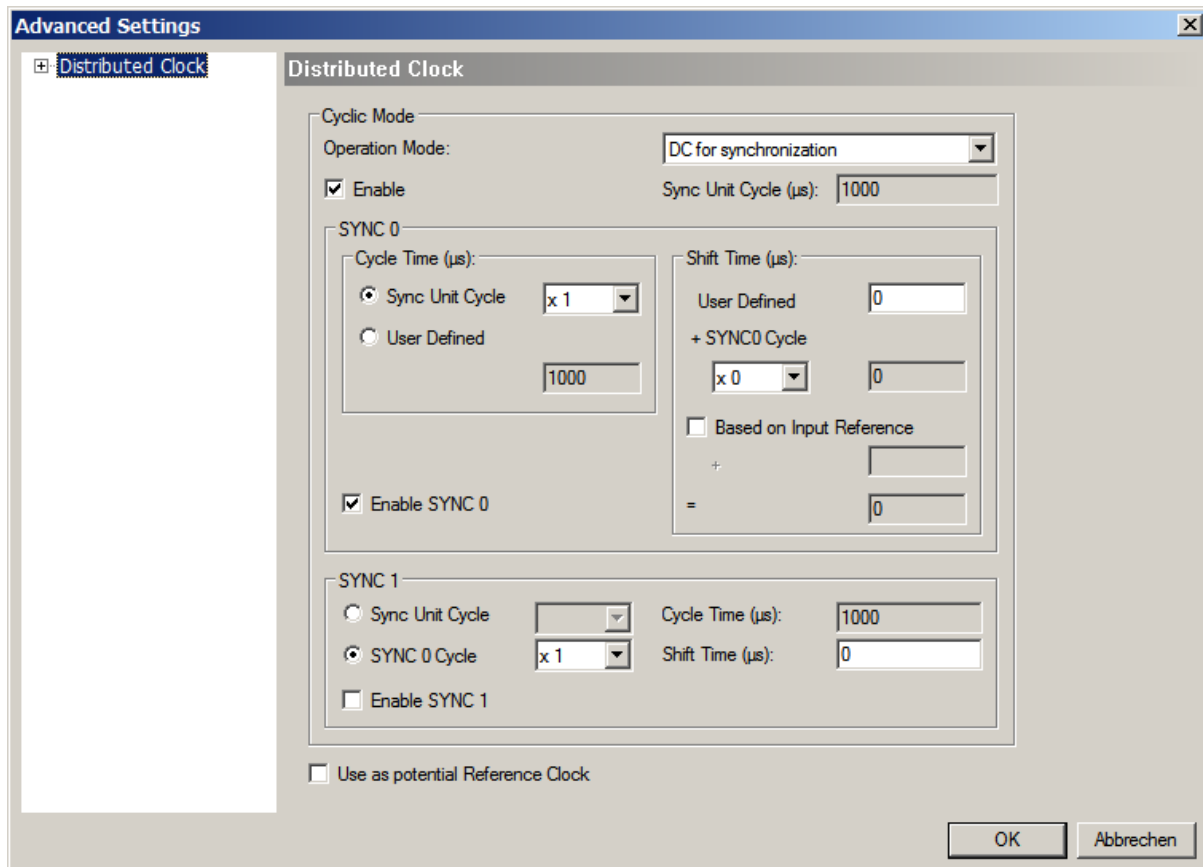 Advanced Settings
Distributed Clock
Distributed Clock
Cyclic Mode
Operation Mode:
DC for synchronization
Enable
Sync Unit Cycle (µs):
1000
SYNC 0
Cycle Time (µs):
Sync Unit Cycle
x 1
User Defined
1000
Enable SYNC 0
Shift Time (µs):
User Defined
0
+ SYNC0 Cycle
x 0
0
Based on Input Reference
+
=
0
SYNC 1
Sync Unit Cycle
Cycle Time (µs):
1000
SYNC 0 Cycle
x 1
Shift Time (µs):
0
Enable SYNC 1
Use as potential Reference Clock
OK
Abbrechen